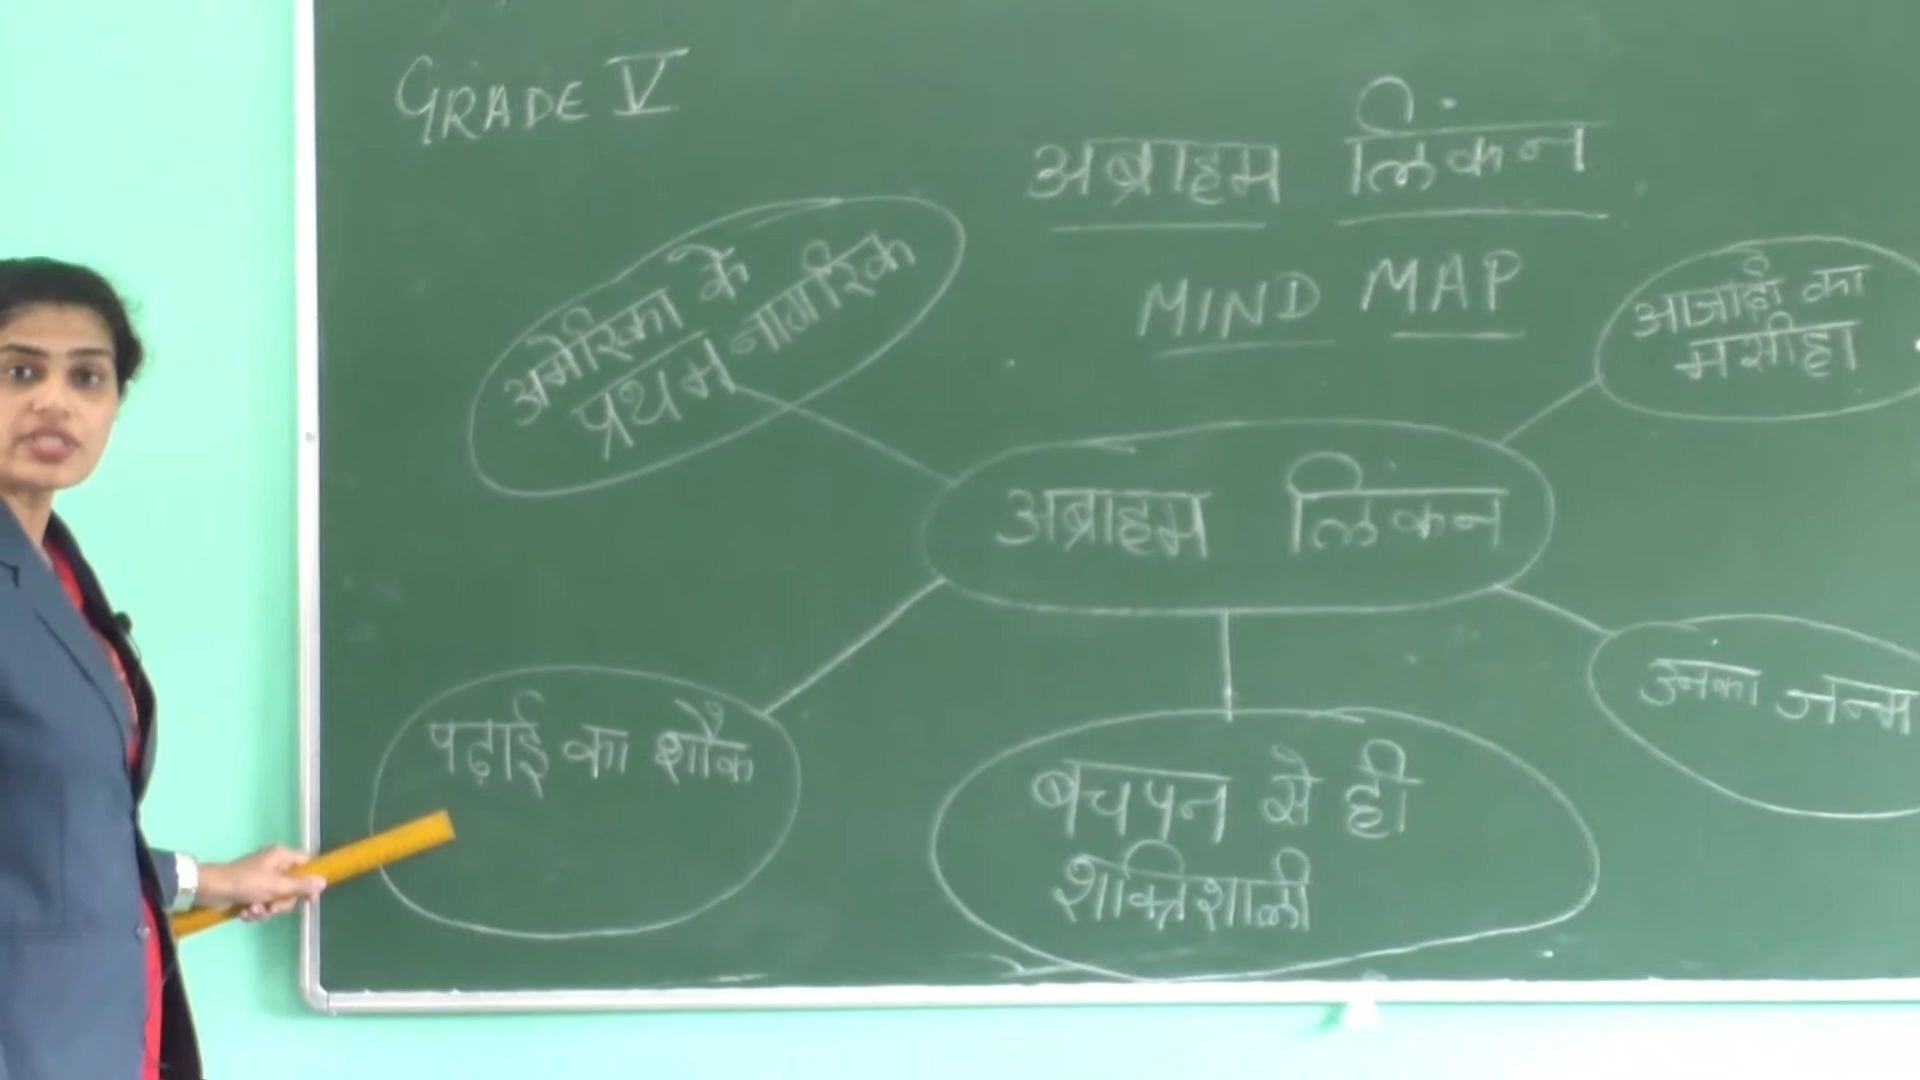 GRADE V
अब्राहम लिंकन
MIND MAP
अमेरिका के
प्रथम नागरिक
आजादी का
मसीहा
अब्राहम लिंकन
पढ़ाई का शौक
बचपन से ही
शक्तिशाली
उनका जन्म